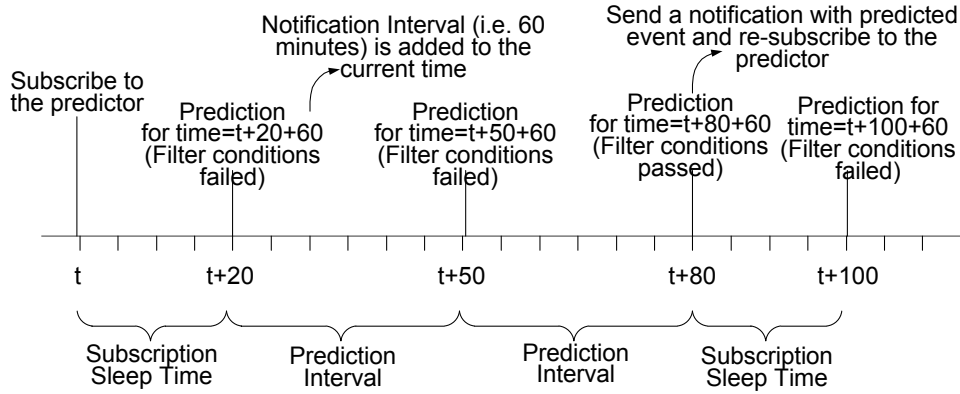 Subscribe to
the predictor
Notification Interval (i.e. 60
minutes) is added to the
current time
Send a notification with predicted
event and re-subscribe to the
predictor
Prediction
for time=t+20+60
(Filter conditions
failed)
Prediction
for time=t+50+60
(Filter conditions
failed)
Prediction
for time=t+80+60
(Filter conditions
passed)
Prediction for
time=t+100+60
(Filter conditions
failed)
t
t+20
t+50
t+80
t+100
Subscription
Sleep Time
Prediction
Interval
Prediction
Interval
Subscription
Sleep Time